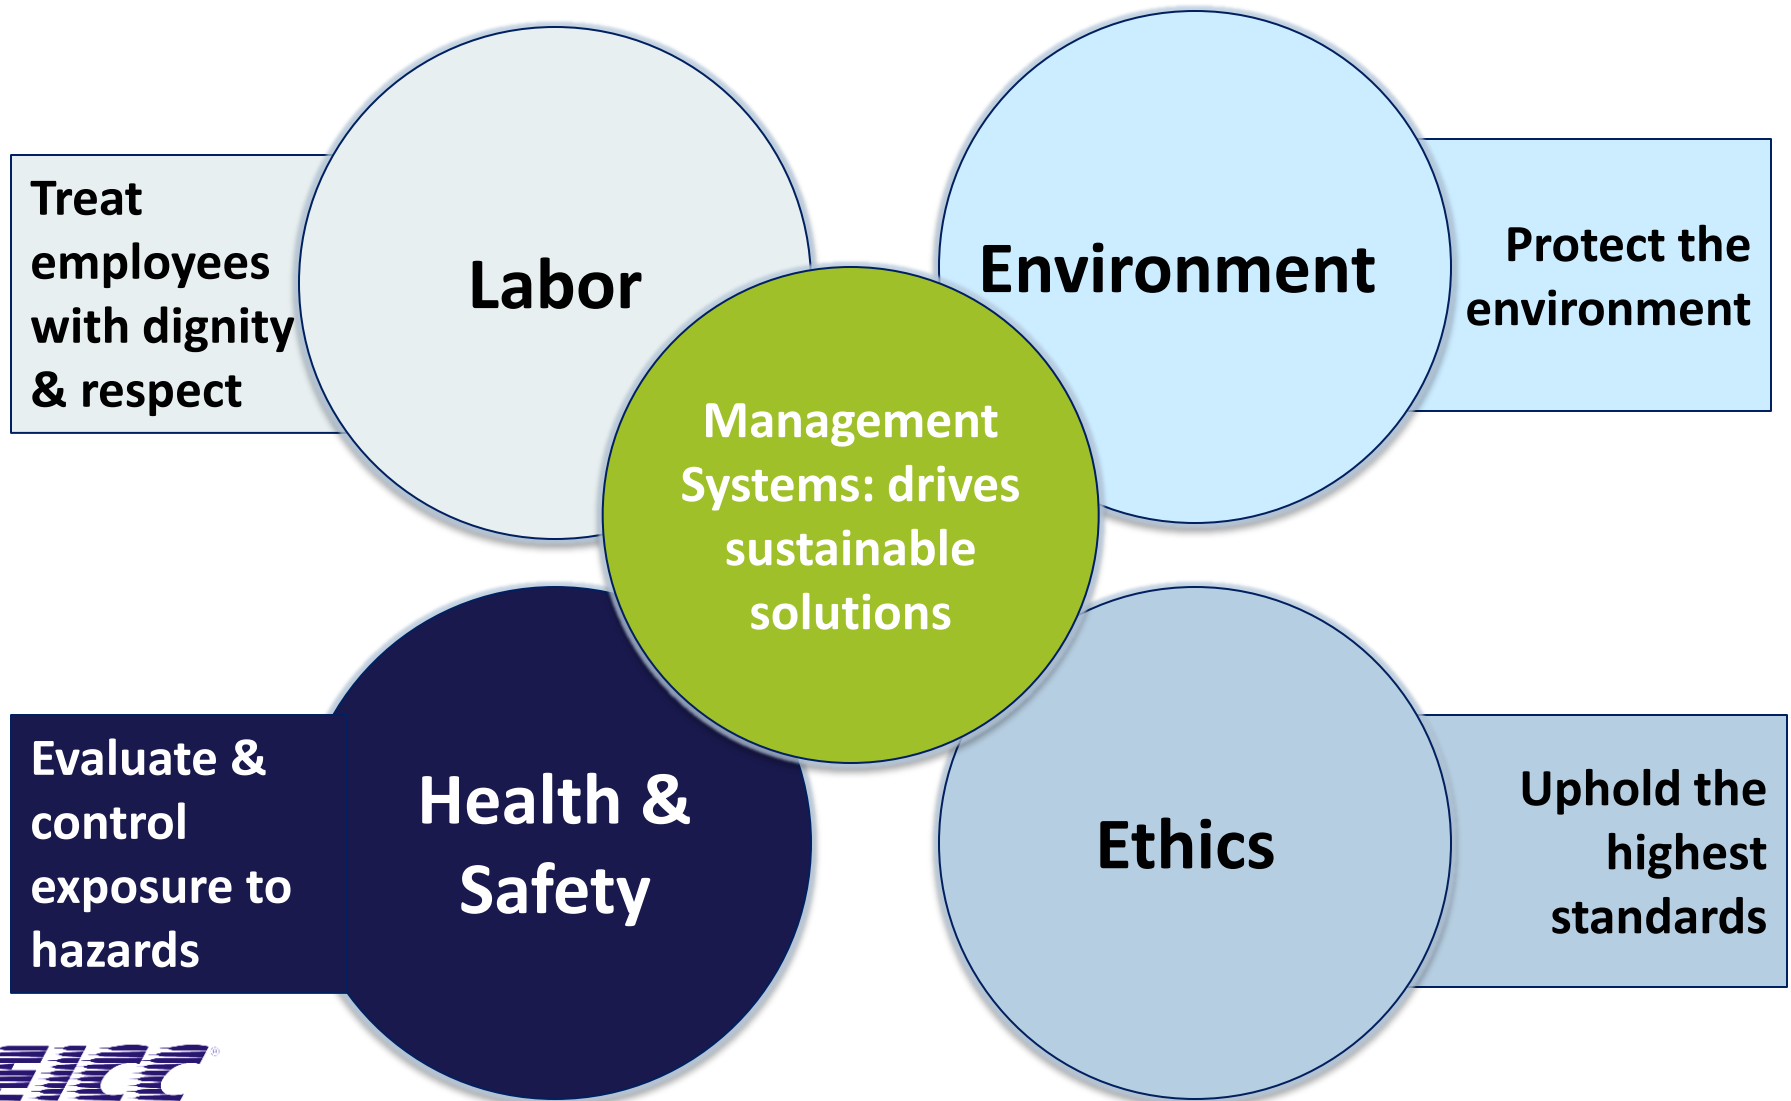 Treat
employees
with dignity
& respect
Labor
Environment
Protect the
environment
Management
Systems: drives
sustainable
solutions
Evaluate &
control
exposure to
hazards
Health &
Safety
Ethics
Uphold the
highest
standards
EICC®